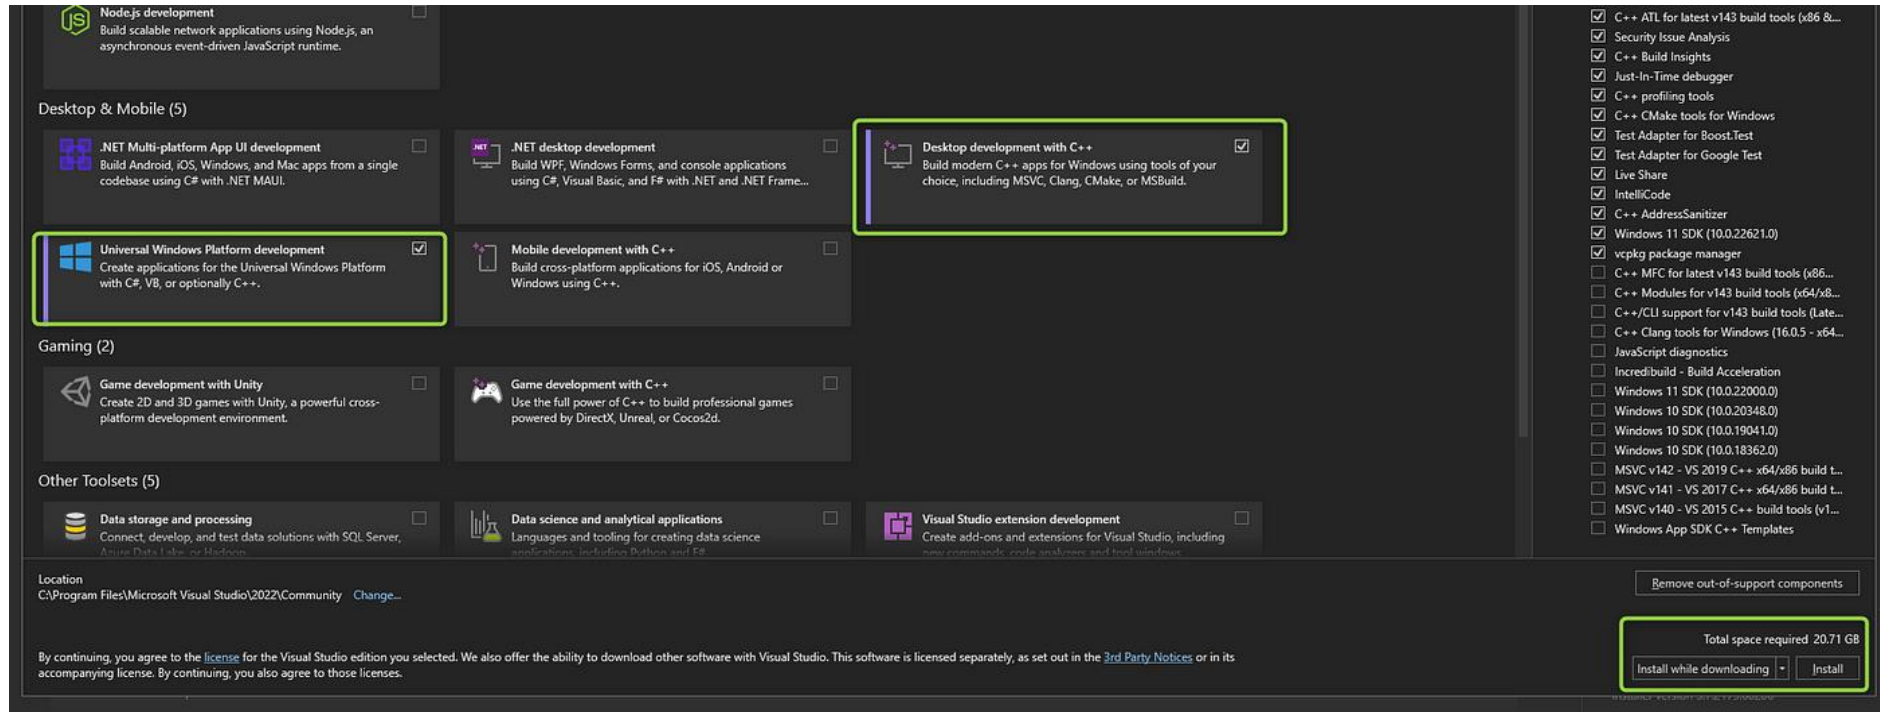 Node.js development
Build scalable network applications using Node.js, an
asynchronous event-driven JavaScript runtime.
Desktop & Mobile (5)
.NET Multi-platform App UI development
Build Android, iOS, Windows, and Mac apps from a single
codebase using C# with .NET MAUI.
.NET
.NET desktop development
Build WPF, Windows Forms, and console applications
using C#, Visual Basic, and F# with .NET and .NET Frame...
Desktop development with C++
Build modern C++ apps for Windows using tools of your
choice, including MSVC, Clang, CMake, or MSBuild.
Universal Windows Platform development
Create applications for the Universal Windows Platform
with C#, VB, or optionally C++.
Mobile development with C++
Build cross-platform applications for iOS, Android or
Windows using C++.
Gaming (2)
Game development with Unity
Create 2D and 3D games with Unity, a powerful cross-
platform development environment.
Game development with C++
Use the full power of C++ to build professional games
powered by DirectX, Unreal, or Cocos2d.
Other Toolsets (5)
Data storage and processing
Connect, develop, and test data solutions with SQL Server,
Azure Data Lake, or Hadoop
Data science and analytical applications
Languages and tooling for creating data science
applications, including Python and F#
Visual Studio extension development
Create add-ons and extensions for Visual Studio, including
new commands, code analyzers and tool windows.
C++ ATL for latest v143 build tools (x86 &...
Security Issue Analysis
C++ Build Insights
Just-In-Time debugger
C++ profiling tools
C++ CMake tools for Windows
Test Adapter for Boost.Test
Test Adapter for Google Test
Live Share
IntelliCode
C++ AddressSanitizer
Windows 11 SDK (10.0.22621.0)
vcpkg package manager
C++ MFC for latest v143 build tools (x86...
C++ Modules for v143 build tools (x64/x8...
C++/CLI support for v143 build tools (Late...
C++ Clang tools for Windows (16.0.5 - x64...
JavaScript diagnostics
Incredibuild - Build Acceleration
Windows 11 SDK (10.0.22000.0)
Windows 10 SDK (10.0.20348.0)
Windows 10 SDK (10.0.19041.0)
Windows 10 SDK (10.0.18362.0)
MSVC v142 - VS 2019 C++ x64/x86 build t...
MSVC v141 - VS 2017 C++ x64/x86 build t...
MSVC v140 - VS 2015 C++ build tools (v1...
Windows App SDK C++ Templates
Location
C:\Program Files\Microsoft Visual Studio\2022\Community Change...
Remove out-of-support components
Total space required 20.71 GB
By continuing, you agree to the license for the Visual Studio edition you selected. We also offer the ability to download other software with Visual Studio. This software is licensed separately, as set out in the 3rd Party Notices or in its
accompanying license. By continuing, you also agree to those licenses.
Install while downloading
Install